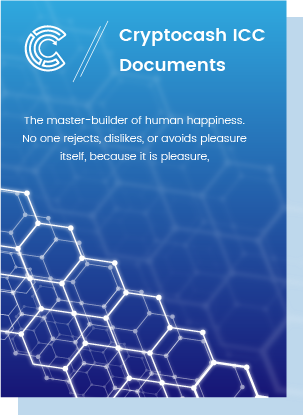 Cryptocash ICC
Documents
The master-builder of human happiness.
No one rejects, dislikes, or avoids pleasure
itself, because it is pleasure,